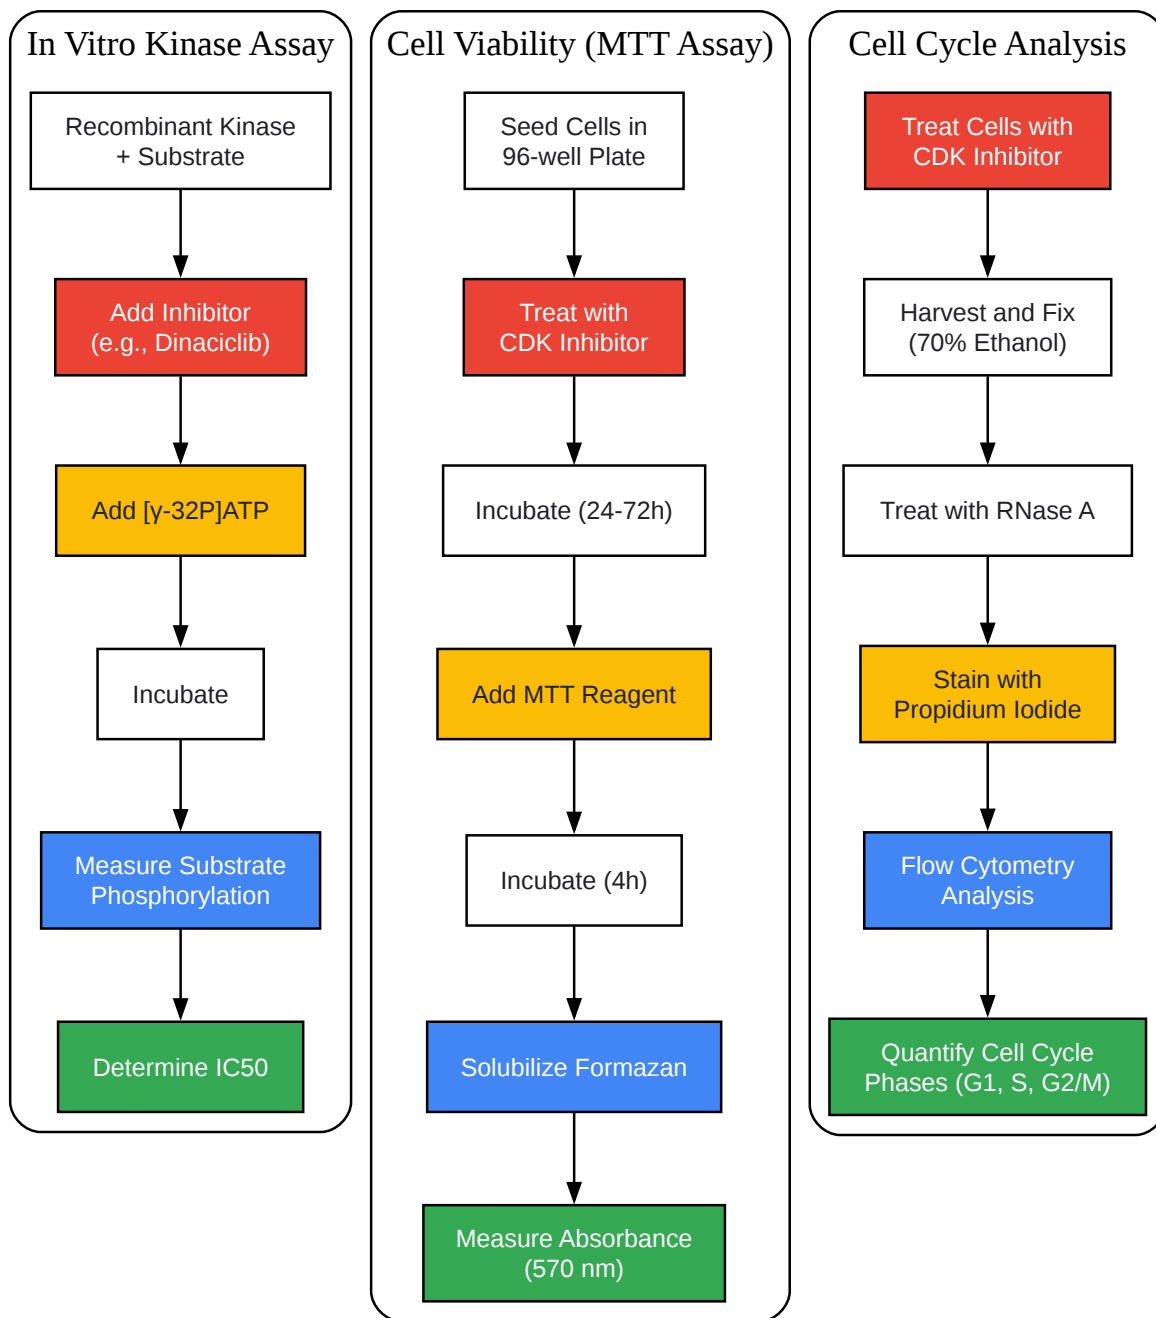 In Vitro Kinase Assay
Recombinant Kinase
+ Substrate
Add Inhibitor
(e.g., Dinaciclib)
Add [γ-32P]ATP
Incubate
Measure Substrate
Phosphorylation
Determine IC50
Cell Viability (MTT Assay)
Seed Cells in
96-well Plate
Treat with
CDK Inhibitor
Incubate (24-72h)
Add MTT Reagent
Incubate (4h)
Solubilize Formazan
Measure Absorbance
(570 nm)
Cell Cycle Analysis
Treat Cells with
CDK Inhibitor
Harvest and Fix
(70% Ethanol)
Treat with RNase A
Stain with
Propidium Iodide
Flow Cytometry
Analysis
Quantify Cell Cycle
Phases (G1, S, G2/M)